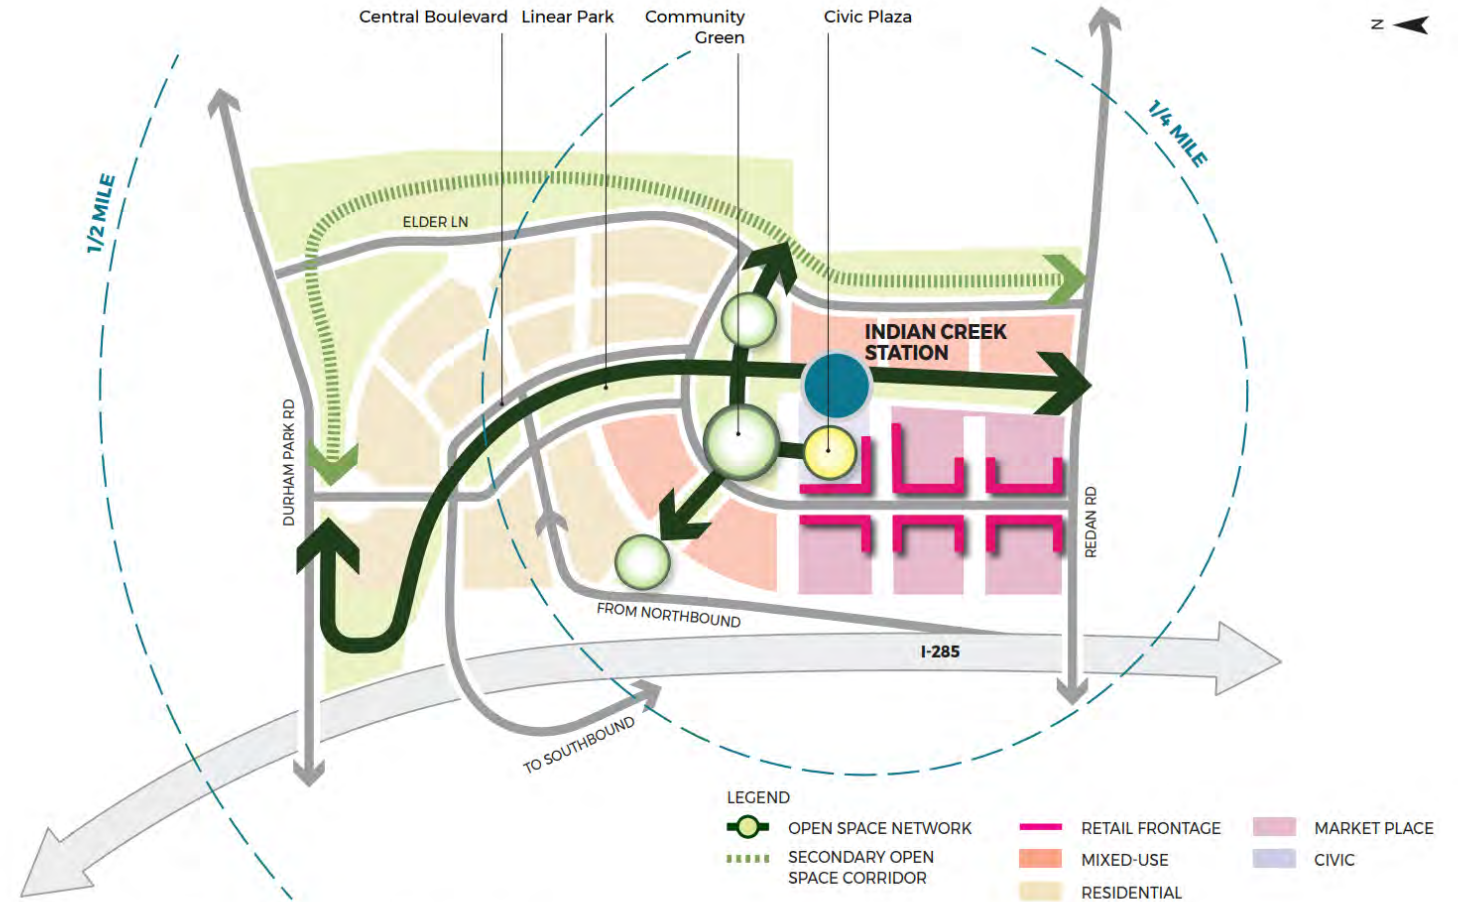 Central Boulevard
Linear Park
Community
Green
Civic Plaza
N
1/2 MILE
1/4 MILE
ELDER LN
INDIAN CREEK
STATION
DURHAM PARK RD
REDAN RD
FROM NORTHBOUND
I-285
TO SOUTHBOUND
LEGEND
OPEN SPACE NETWORK
SECONDARY OPEN
SPACE CORRIDOR
RETAIL FRONTAGE
MIXED-USE
RESIDENTIAL
MARKET PLACE
CIVIC